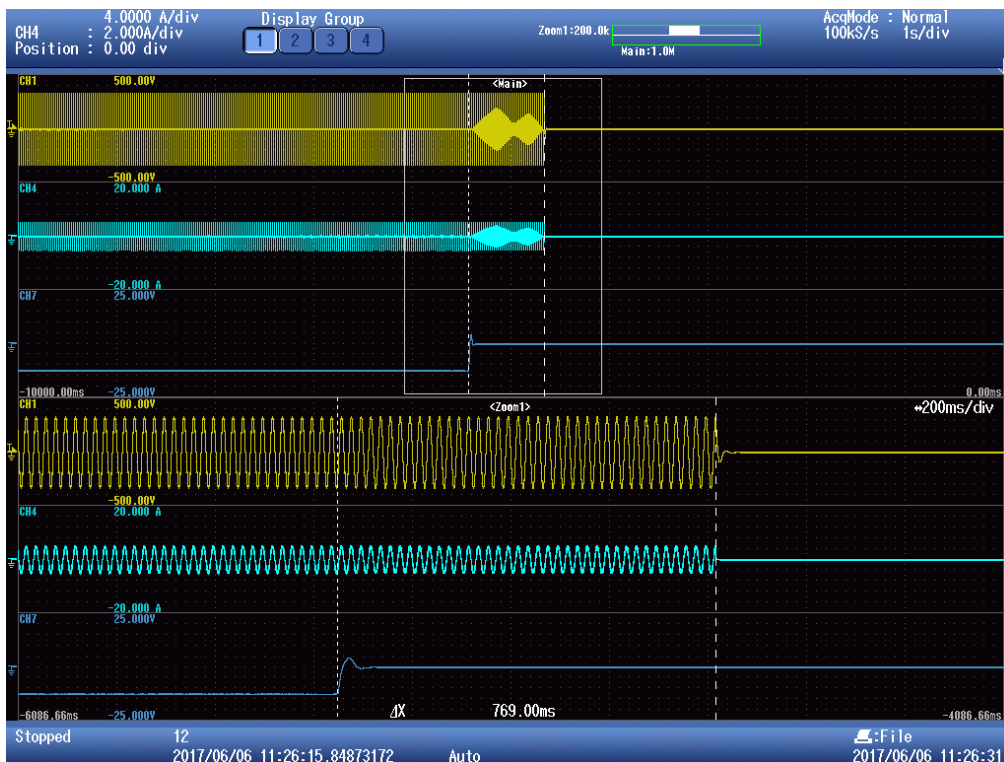 4.0000 A/div
CH4 : 2.000A/div
Position : 0.00 div
Display Group
1 2 3 4
Zoom1:200.0k
Main:1.0M
AcqMode : Normal
100kS/s 1s/div
CH1 500.00V
<Main>
-500.00V
CH4 20.000 A
-20.000 A
CH7 25.000V
-10000.00ms -25.000V 0.00ms
CH1 500.00V
<Zoom1>
↔200ms/div
-500.00V
CH4 20.000 A
-20.000 A
CH7 25.000V
ΔX 769.00ms
-6086.66ms -25.000V -4086.66ms
Stopped 12
:File
2017/06/06 11:26:15.84873172 Auto 2017/06/06 11:26:31